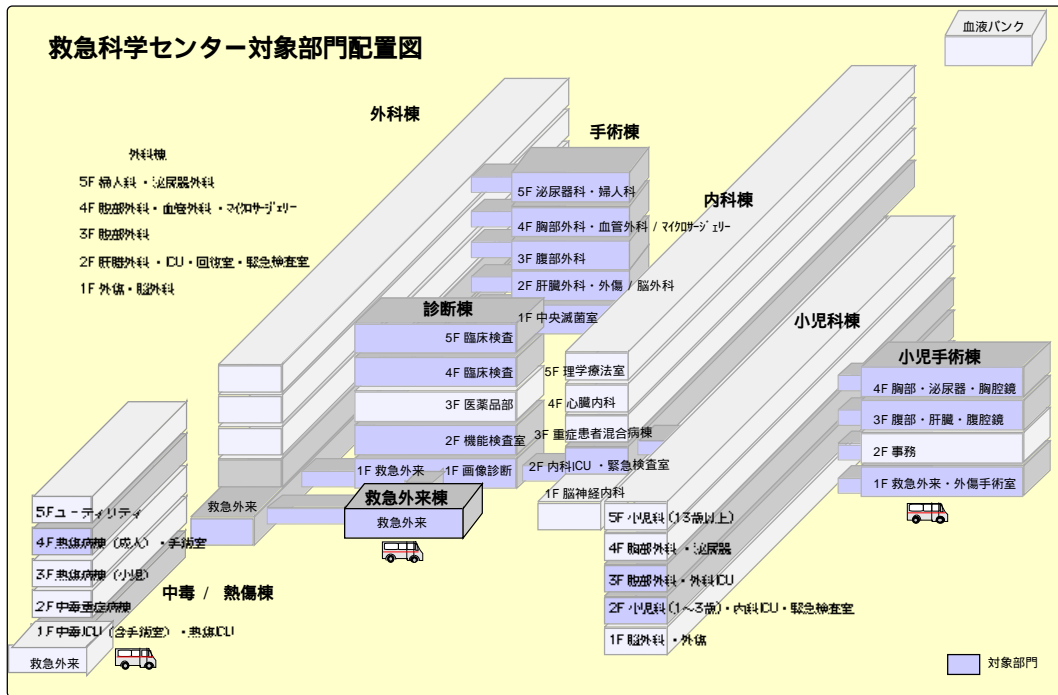 血液バンク
救急科学センター対象部門配置図
外科棟
手術棟
内科棟
小児科棟
外科棟
5F 婦人科・泌尿器外科
4F 胸部外科・血管外科・マイクロサージェリー
3F 腹部外科
2F 肝臓外科・ICU・回復室・緊急検査室
1F 外傷・脳外科
5F 泌尿器科・婦人科
4F 胸部外科・血管外科 / マイクロサージェリー
3F 腹部外科
2F 肝臓外科・外傷 / 脳外科
1F 中央滅菌室
診断棟
5F 臨床検査
4F 臨床検査
3F 医薬品部
2F 機能検査室
1F 救急外来
1F 画像診断
5F 理学療法室
4F 心臓内科
3F 重症患者混合病棟
2F 内科ICU・緊急検査室
1F 脳神経内科
小児手術棟
4F 胸部・泌尿器・胸腔鏡
3F 腹部・肝臓・腹腔鏡
2F 事務
1F 救急外来・外傷手術室
救急外来
救急外来棟
救急外来
5F 小児科 (13歳以上)
4F 胸部外科・泌尿器
3F 腹部外科・外科ICU
2F 小児科 (1～3歳)・内科ICU・緊急検査室
1F 脳外科・外傷
5F ユーティリティ
4F 熱傷病棟 (成人)・手術室
3F 熱傷病棟 (小児)
2F 中毒重症病棟
1F 中毒ICU (含手術室)・熱傷ICU
中毒 / 熱傷棟
救急外来
対象部門